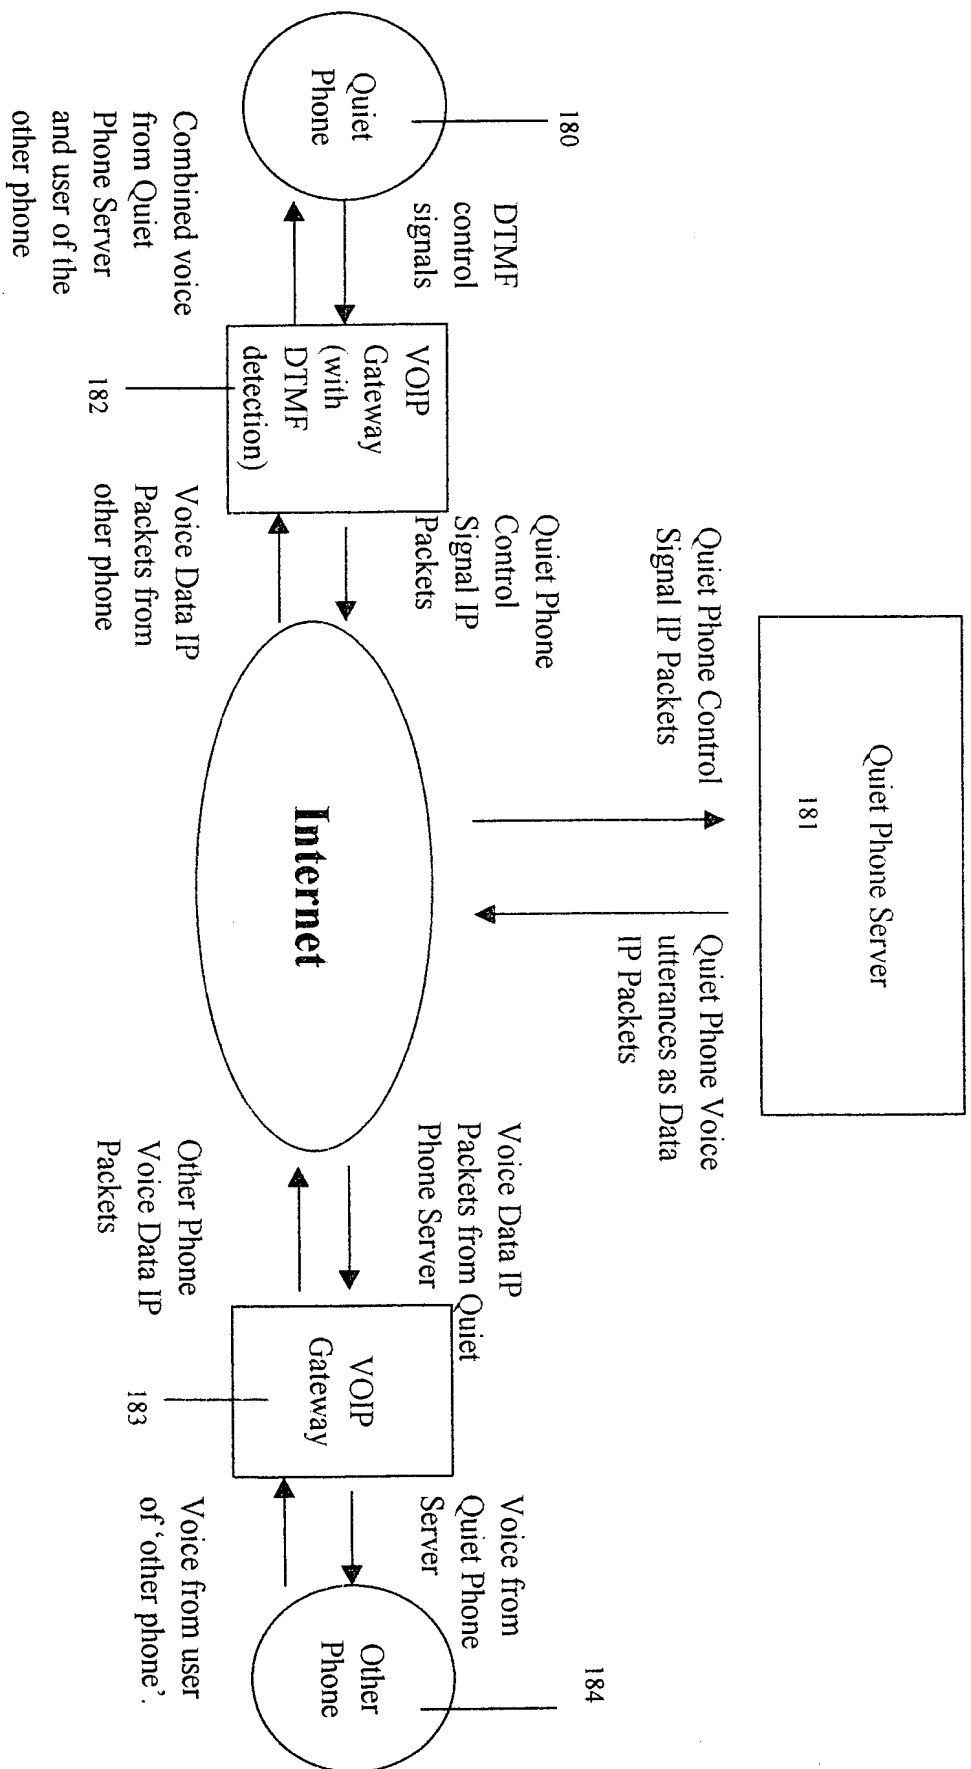 Quiet Phone Server
181
Quiet Phone Control
Signal IP Packets
Quiet Phone Voice
utterances as Data
IP Packets
180
DTMF
control
signals
Quiet Phone
Control
Signal IP
Packets
Voice Data IP
Packets from Quiet
Phone Server
Voice from
Quiet Phone
Server
184
Quiet
Phone
VOIP
Gateway
(with
DTMF
detection)
Internet
VOIP
Gateway
Other
Phone
Combined voice
from Quiet
Phone Server
and user of the
other phone
182
Voice Data IP
Packets from
other phone
Other Phone
Voice Data IP
Packets
183
Voice from user
of ‘other phone’.